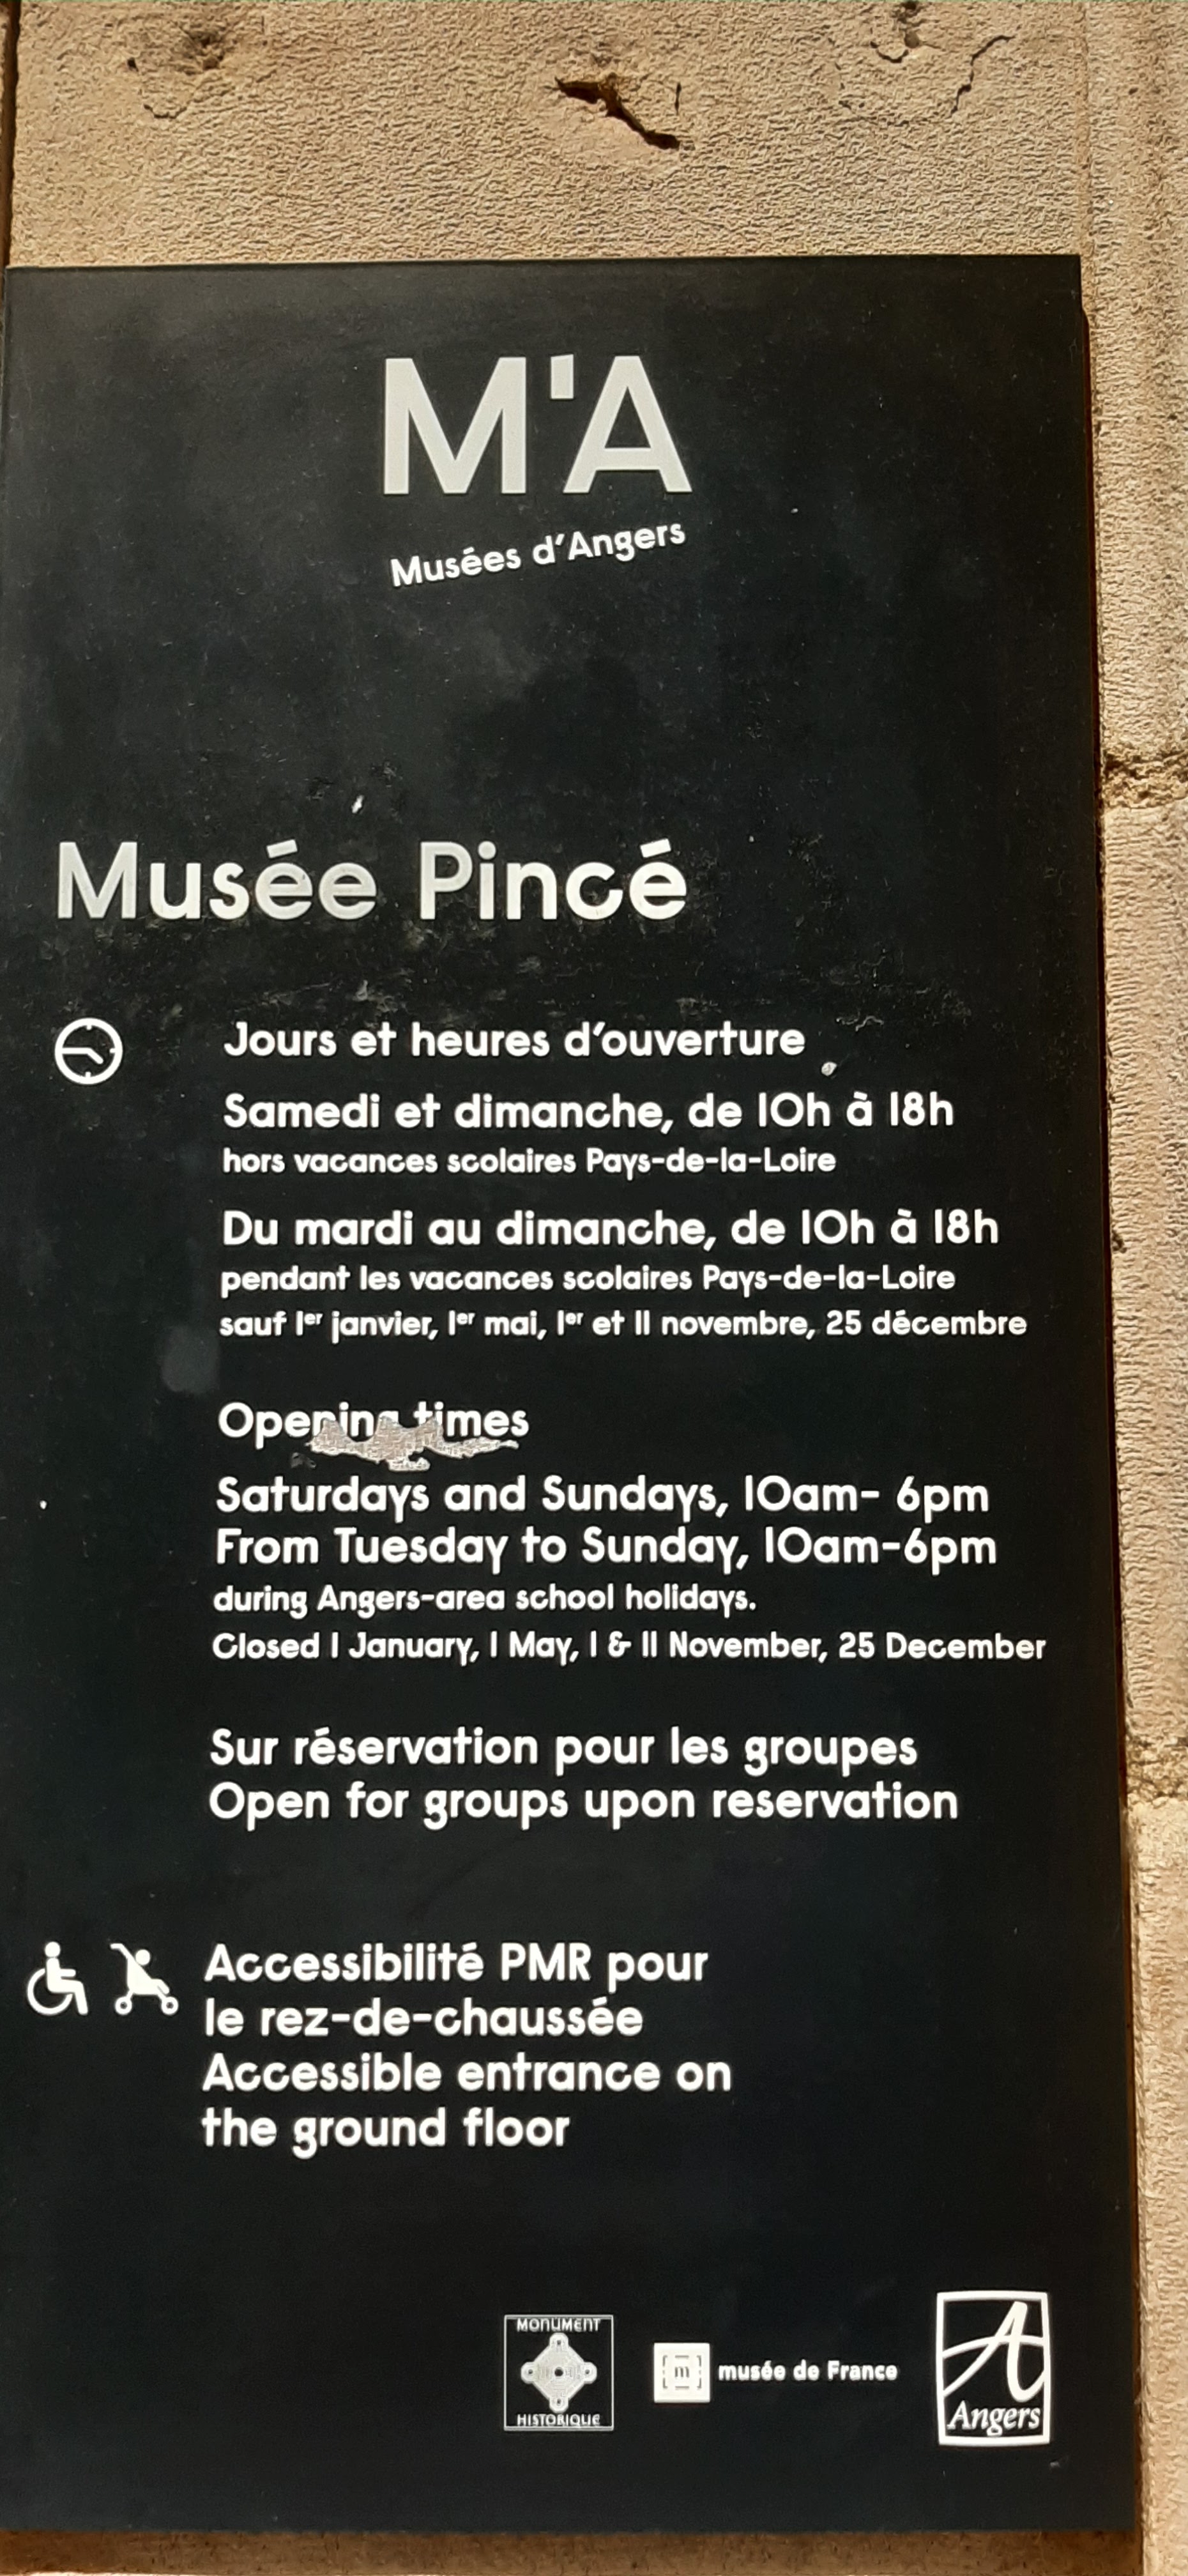 M'A
Musées d'Angers
Musée Pincé
Jours et heures d'ouverture
Samedi et dimanche, de 10h à 18h
hors vacances scolaires Pays-de-la-Loire
Du mardi au dimanche, de 10h à 18h
pendant les vacances scolaires Pays-de-la-Loire
sauf 1er janvier, 1er mai, 1er et 11 novembre, 25 décembre
Opening times
Saturdays and Sundays, 10am- 6pm
From Tuesday to Sunday, 10am-6pm
during Angers-area school holidays.
Closed 1 January, 1 May, 1 & 11 November, 25 December
Sur réservation pour les groupes
Open for groups upon reservation
Accessibilité PMR pour
le rez-de-chaussée
Accessible entrance on
the ground floor
MONUMENT
HISTORIQUE
m
musée de France
A
Angers